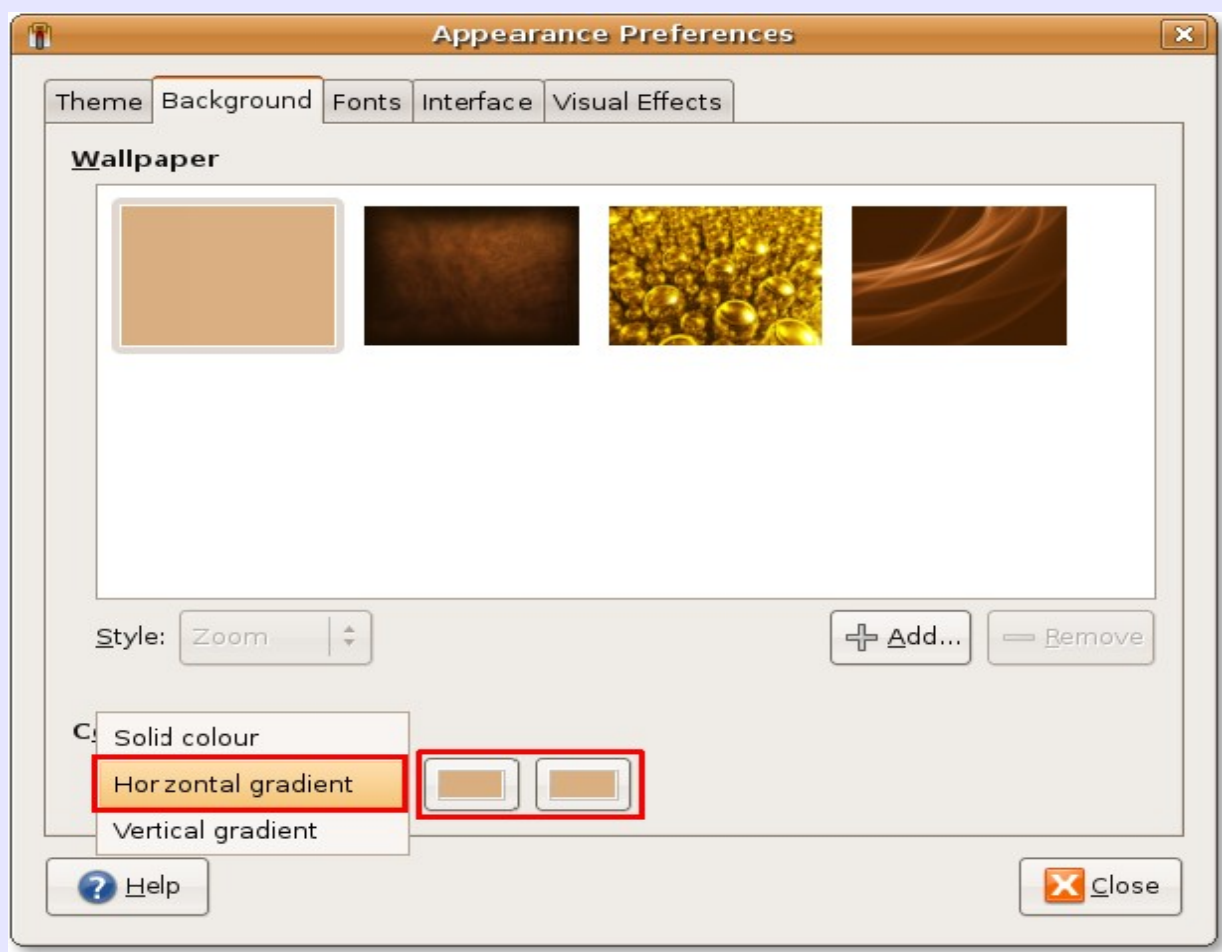 Appearance Preferences
Theme Background Fonts Interface Visual Effects
Wallpaper
Style: Zoom Add... Remove
Solid colour
Horizontal gradient
Vertical gradient
Help Close